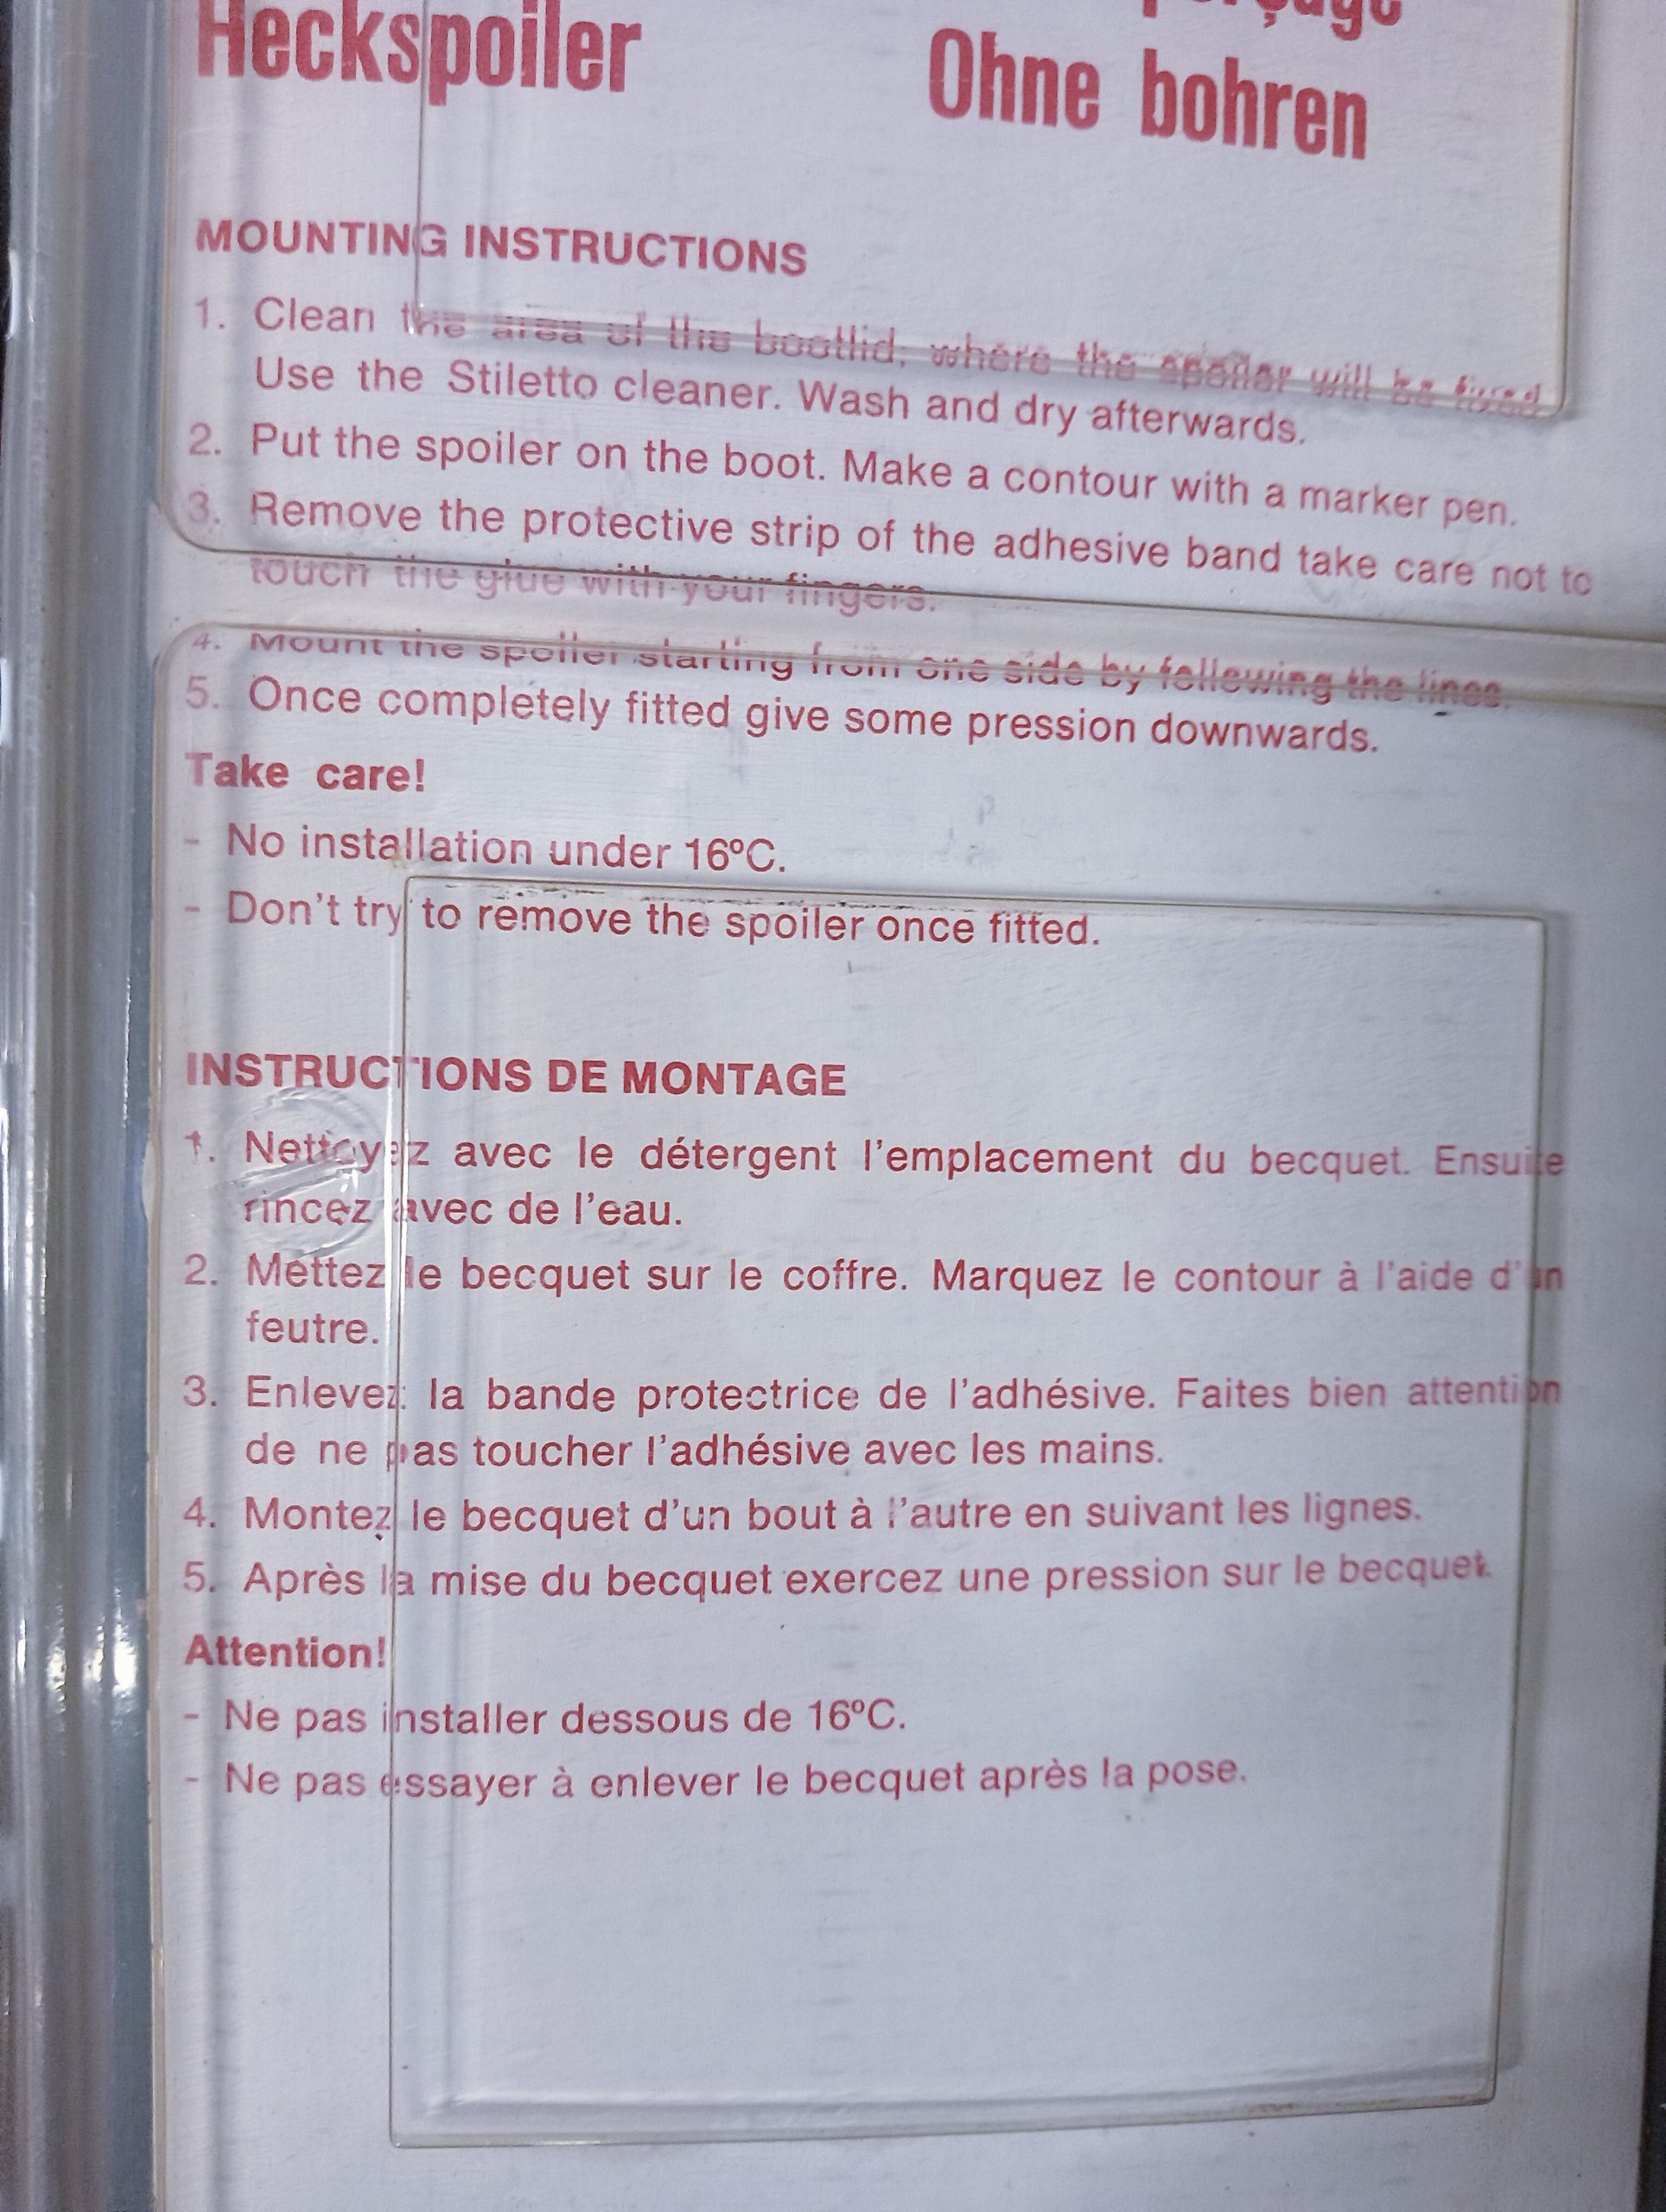 Heckspoiler
Ohne bohren
MOUNTING INSTRUCTIONS
1. Clean the area of the bootlid, where the spoiler will be fixed
Use the Stiletto cleaner. Wash and dry afterwards.
2. Put the spoiler on the boot. Make a contour with a marker pen.
3. Remove the protective strip of the adhesive band take care not to
touch the glue with your fingers.
4. Mount the spoiler starting from one side by following the lines.
5. Once completely fitted give some pression downwards.
Take care!
- No installation under 16ºC.
- Don't try to remove the spoiler once fitted.
INSTRUCTIONS DE MONTAGE
1. Nettoyez avec le détergent l'emplacement du becquet. Ensuite
rincez avec de l'eau.
2. Mettez le becquet sur le coffre. Marquez le contour à l'aide d'un
feutre.
3. Enlevez la bande protectrice de l'adhésive. Faites bien attention
de ne pas toucher l'adhésive avec les mains.
4. Montez le becquet d'un bout à l'autre en suivant les lignes.
5. Après la mise du becquet exercez une pression sur le becquet.
Attention!
- Ne pas installer dessous de 16ºC.
- Ne pas essayer à enlever le becquet après la pose.